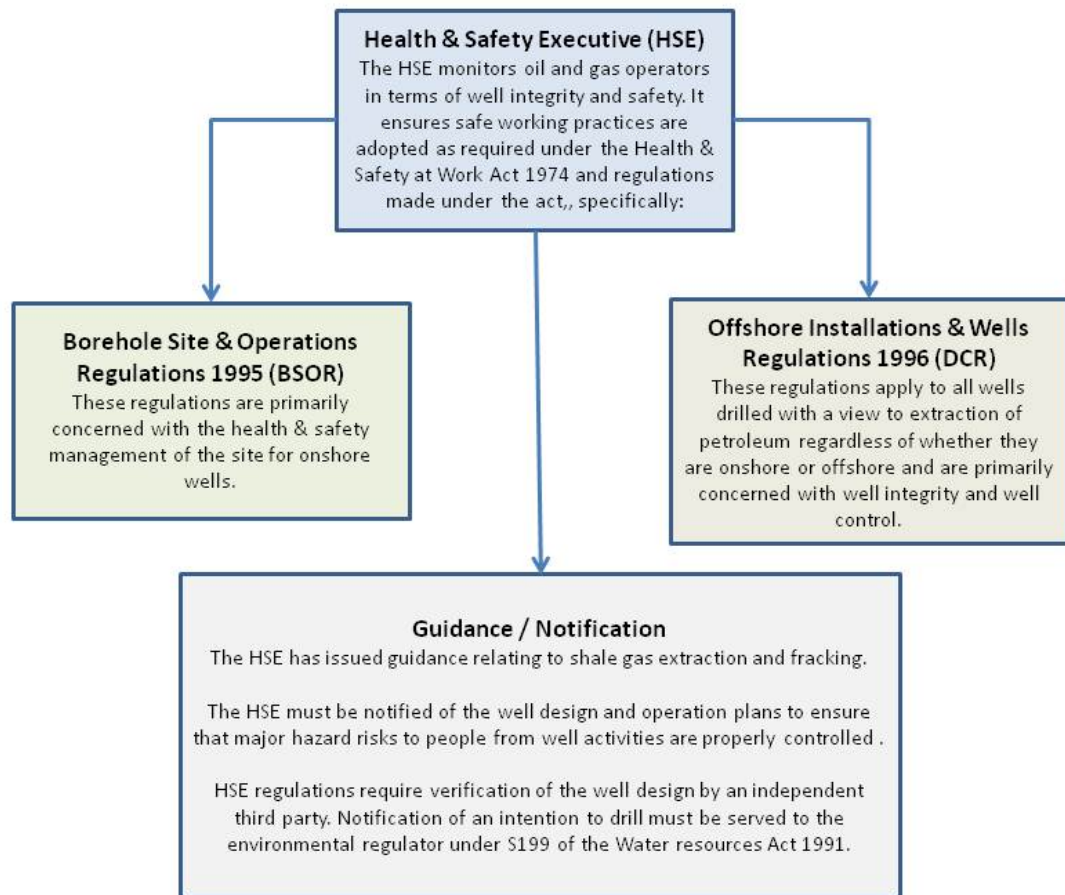 Health & Safety Executive (HSE)
The HSE monitors oil and gas operators
in terms of well integrity and safety. It
ensures safe working practices are
adopted as required under the Health &
Safety at Work Act 1974 and regulations
made under the act,, specifically:
Borehole Site & Operations
Regulations 1995 (BSOR)
These regulations are primarily
concerned with the health & safety
management of the site for onshore
wells.
Offshore Installations & Wells
Regulations 1996 (DCR)
These regulations apply to all wells
drilled with a view to extraction of
petroleum regardless of whether they
are onshore or offshore and are primarily
concerned with well integrity and well
control.
Guidance / Notification
The HSE has issued guidance relating to shale gas extraction and fracking.
The HSE must be notified of the well design and operation plans to ensure
that major hazard risks to people from well activities are properly controlled .
HSE regulations require verification of the well design by an independent
third party. Notification of an intention to drill must be served to the
environmental regulator under S199 of the Water resources Act 1991.